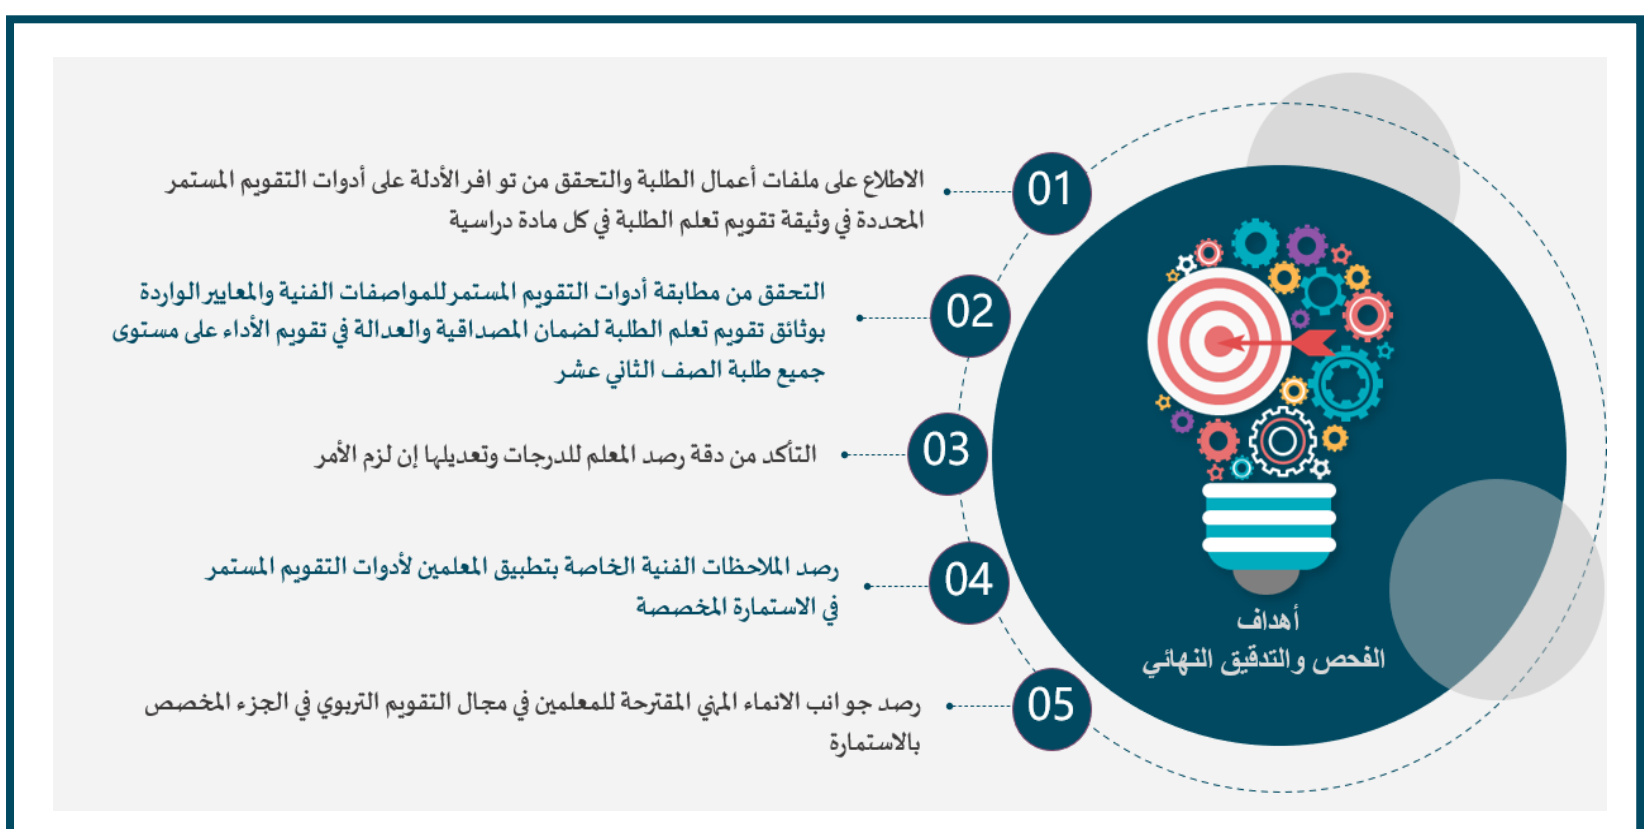 01
الاطلاع على ملفات أعمال الطلبة والتحقق من تو افر الأدلة على أدوات التقويم المستمر
المحددة في وثيقة تقويم تعلم الطلبة في كل مادة دراسية
02
التحقق من مطابقة أدوات التقويم المستمر للمواصفات الفنية والمعايير الواردة
بوثائق تقويم تعلم الطلبة لضمان المصداقية والعدالة في تقويم الأداء على مستوى
جميع طلبة الصف الثاني عشر
03
التأكد من دقة رصد المعلم للدرجات وتعديلها إن لزم الأمر
04
رصد الملاحظات الفنية الخاصة بتطبيق المعلمين لأدوات التقويم المستمر
في الاستمارة المخصصة
05
رصد جو انب الانماء المهني المقترحة للمعلمين في مجال التقويم التربوي في الجزء المخصص
بالاستمارة
أهداف
الفحص والتدقيق النهائي